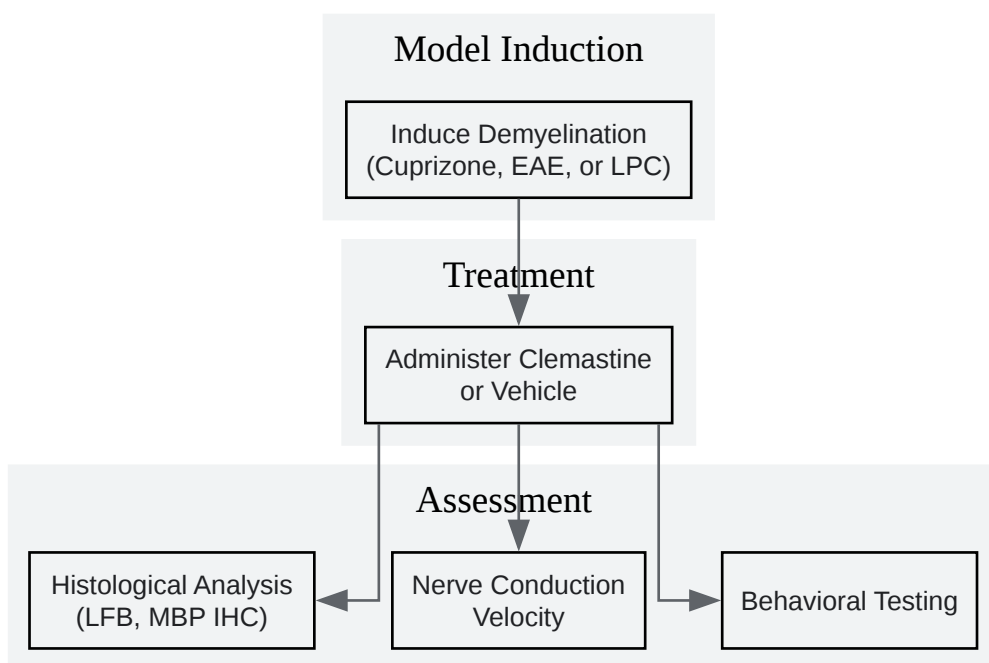 Model Induction
Induce Demyelination
(Cuprizone, EAE, or LPC)
Treatment
Administer Clemastine
or Vehicle
Assessment
Histological Analysis
(LFB, MBP IHC)
Nerve Conduction
Velocity
Behavioral Testing